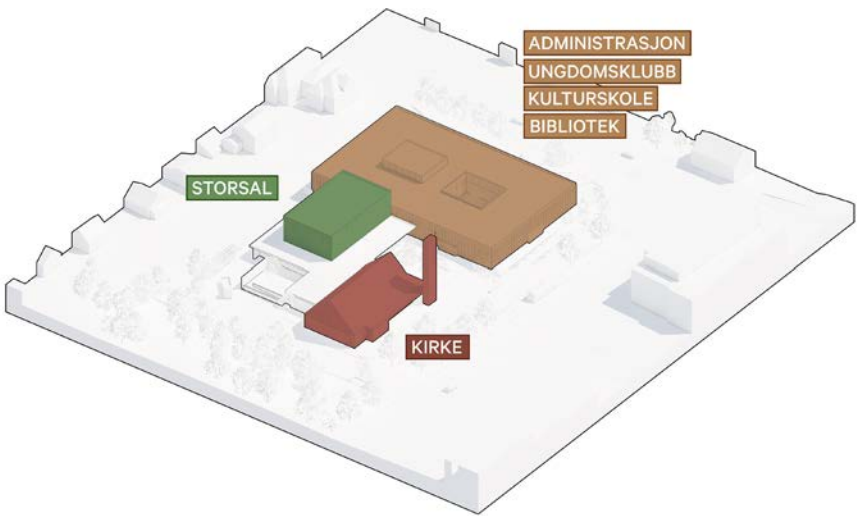 ADMINISTRASJON
UNGDOMSKLUBB
KULTURSKOLE
BIBLIOTEK
STORSAL
KIRKE